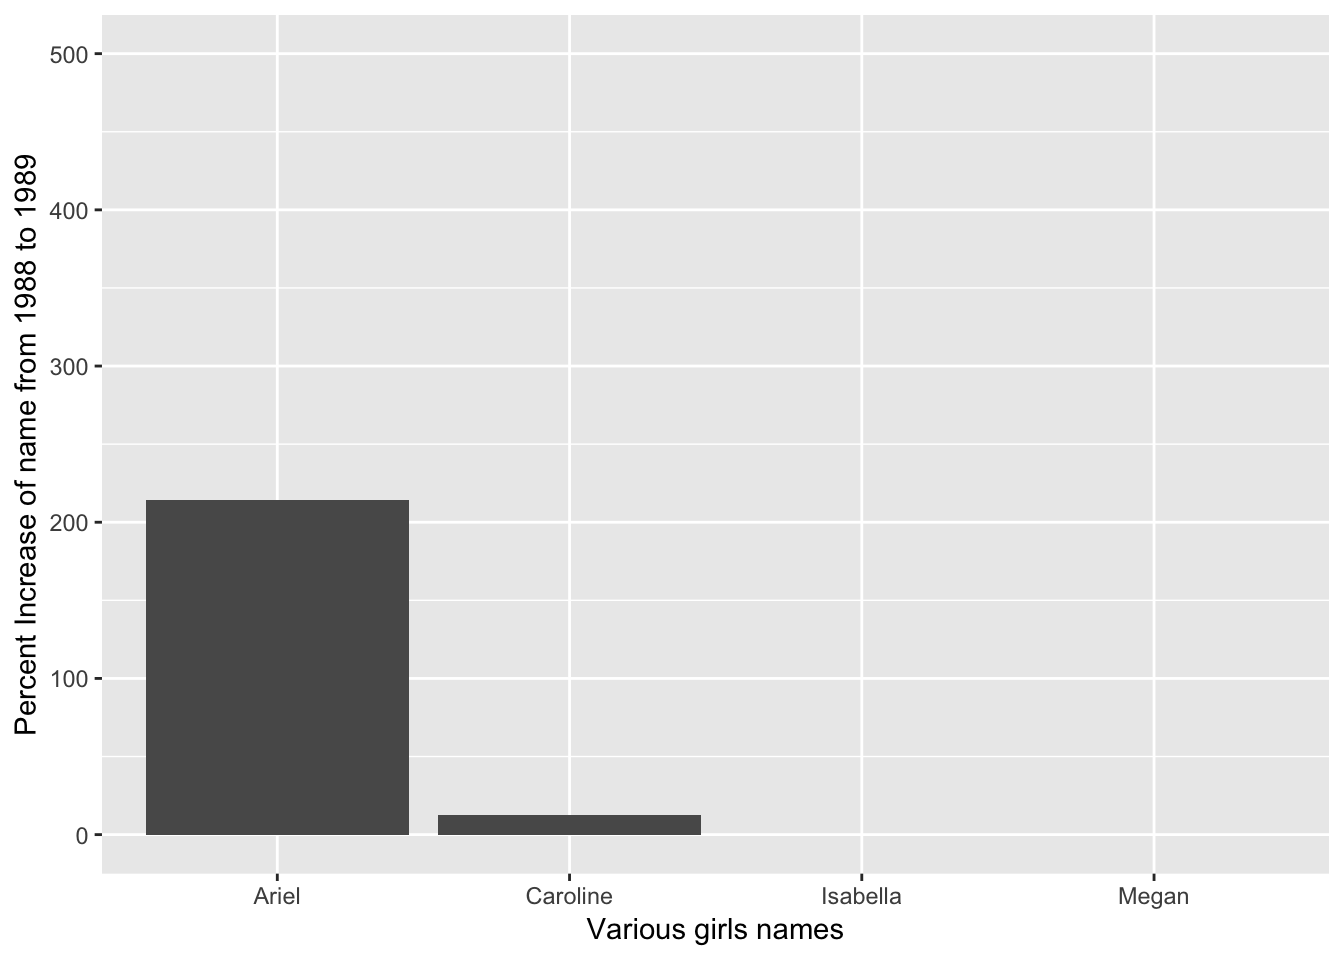 Percent Increase of name from 1988 to 1989
500
400
300
200
100
0
Ariel Caroline Isabella Megan
Various girls names